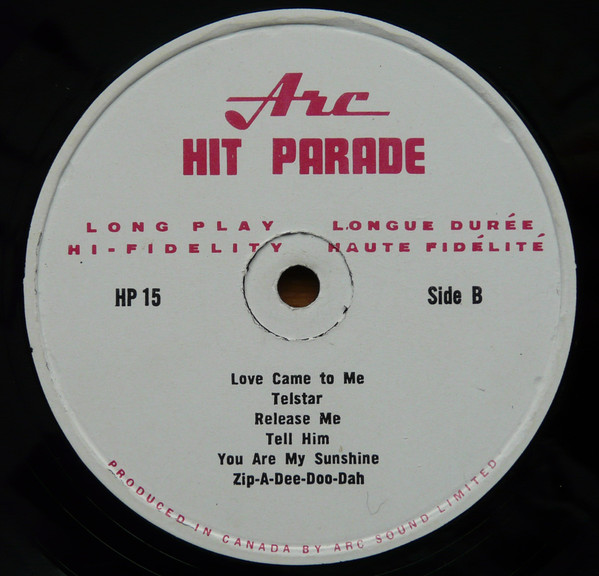 Arc
HIT PARADE
LONG PLAY LONGUE DURÉE
HI-FIDELITY HAUTE FIDÉLITÉ
HP 15 Side B
Love Came to Me
Telstar
Release Me
Tell Him
You Are My Sunshine
Zip-A-Dee-Doo-Dah
PRODUCED IN CANADA BY ARC SOUND LIMITED